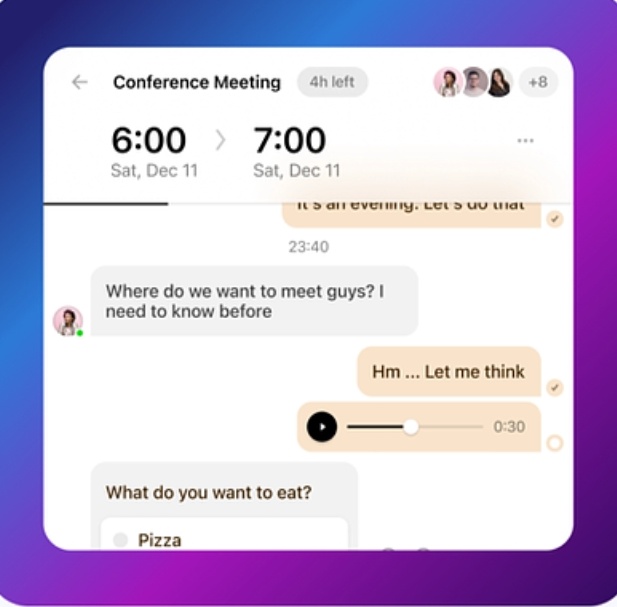 Conference Meeting 4h left +8
6:00 7:00
Sat, Dec 11 Sat, Dec 11
It's an evening. Let's do that
23:40
Where do we want to meet guys? I
need to know before
Hm ... Let me think
0:30
What do you want to eat?
Pizza